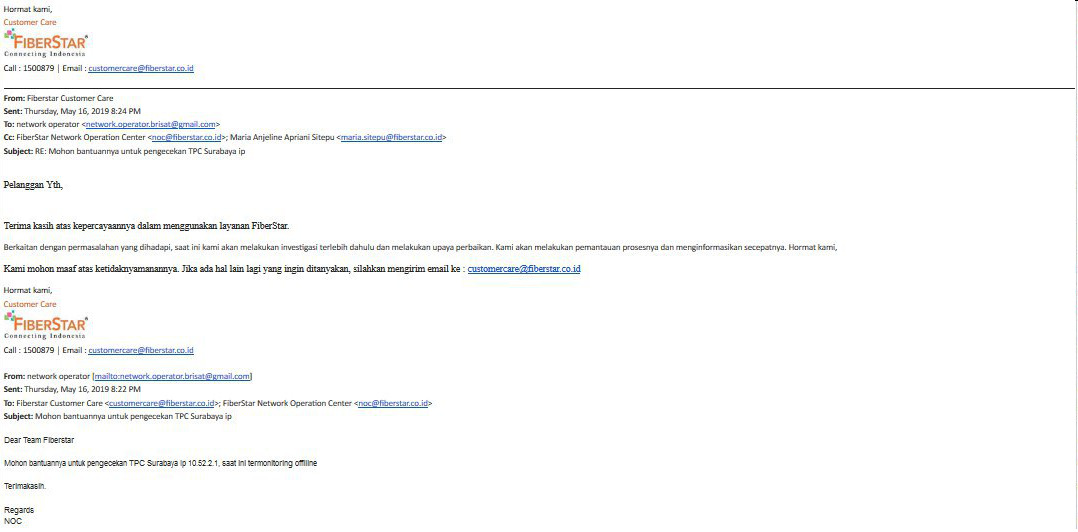 Hormat kami,
Customer Care
FIBERSTAR®
Connecting Indonesia
Call : 1500879 | Email : customercare@fiberstar.co.id
From: Fiberstar Customer Care
Sent: Thursday, May 16, 2019 8:24 PM
To: network operator <network.operator.brisat@gmail.com>
Cc: FiberStar Network Operation Center <noc@fiberstar.co.id>; Maria Anjeline Apriani Sitepu <maria.sitepu@fiberstar.co.id>
Subject: RE: Mohon bantuannya untuk pengecekan TPC Surabaya ip
Pelanggan Yth,
Terima kasih atas kepercayaannya dalam menggunakan layanan FiberStar.
Berkaitan dengan permasalahan yang dihadapi, saat ini kami akan melakukan investigasi terlebih dahulu dan melakukan upaya perbaikan. Kami akan melakukan pemantauan prosesnya dan menginformasikan secepatnya. Hormat kami,
Kami mohon maaf atas ketidaknyamanannya. Jika ada hal lain lagi yang ingin ditanyakan, silahkan mengirim email ke : customercare@fiberstar.co.id
Hormat kami,
Customer Care
FIBERSTAR®
Connecting Indonesia
Call : 1500879 | Email : customercare@fiberstar.co.id
From: network operator [mailto:network.operator.brisat@gmail.com]
Sent: Thursday, May 16, 2019 8:22 PM
To: Fiberstar Customer Care <customercare@fiberstar.co.id>; FiberStar Network Operation Center <noc@fiberstar.co.id>
Subject: Mohon bantuannya untuk pengecekan TPC Surabaya ip
Dear Team Fiberstar
Mohon bantuannya untuk pengecekan TPC Surabaya ip 10.52.2.1, saat ini termonitoring offline
Terimakasih.
Regards
NOC